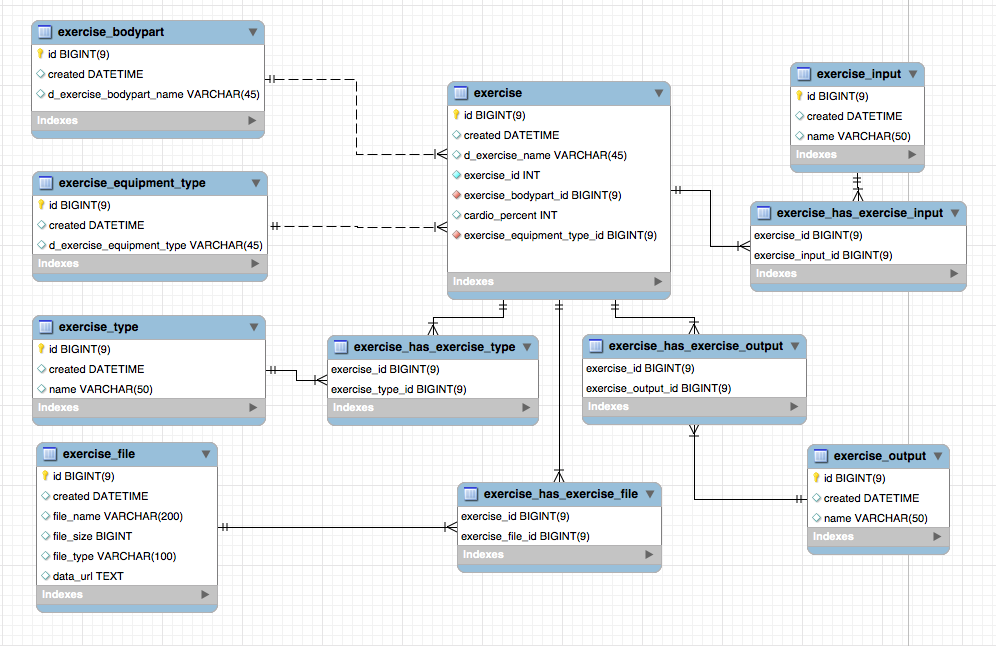 exercise_bodypart
id BIGINT(9)
created DATETIME
d_exercise_bodypart_name VARCHAR(45)
Indexes
exercise_equipment_type
id BIGINT(9)
created DATETIME
d_exercise_equipment_type VARCHAR(45)
Indexes
exercise_type
id BIGINT(9)
created DATETIME
name VARCHAR(50)
Indexes
exercise_file
id BIGINT(9)
created DATETIME
file_name VARCHAR(200)
file_size BIGINT
file_type VARCHAR(100)
data_url TEXT
Indexes
exercise
id BIGINT(9)
created DATETIME
d_exercise_name VARCHAR(45)
exercise_id INT
exercise_bodypart_id BIGINT(9)
cardio_percent INT
exercise_equipment_type_id BIGINT(9)
Indexes
exercise_has_exercise_type
exercise_id BIGINT(9)
exercise_type_id BIGINT(9)
Indexes
exercise_has_exercise_file
exercise_id BIGINT(9)
exercise_file_id BIGINT(9)
Indexes
exercise_has_exercise_output
exercise_id BIGINT(9)
exercise_output_id BIGINT(9)
Indexes
exercise_input
id BIGINT(9)
created DATETIME
name VARCHAR(50)
Indexes
exercise_has_exercise_input
exercise_id BIGINT(9)
exercise_input_id BIGINT(9)
Indexes
exercise_output
id BIGINT(9)
created DATETIME
name VARCHAR(50)
Indexes